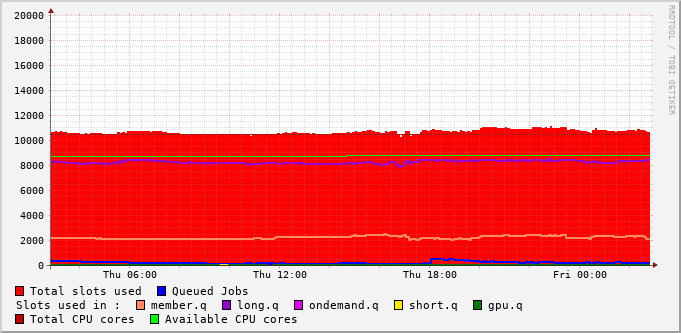 RRDTOOL / TOBI OETIKER
20000
18000
16000
14000
12000
10000
8000
6000
4000
2000
0
Thu 06:00 Thu 12:00 Thu 18:00 Fri 00:00
Total slots used Queued Jobs
Slots used in : member.q long.q ondemand.q short.q gpu.q
Total CPU cores Available CPU cores